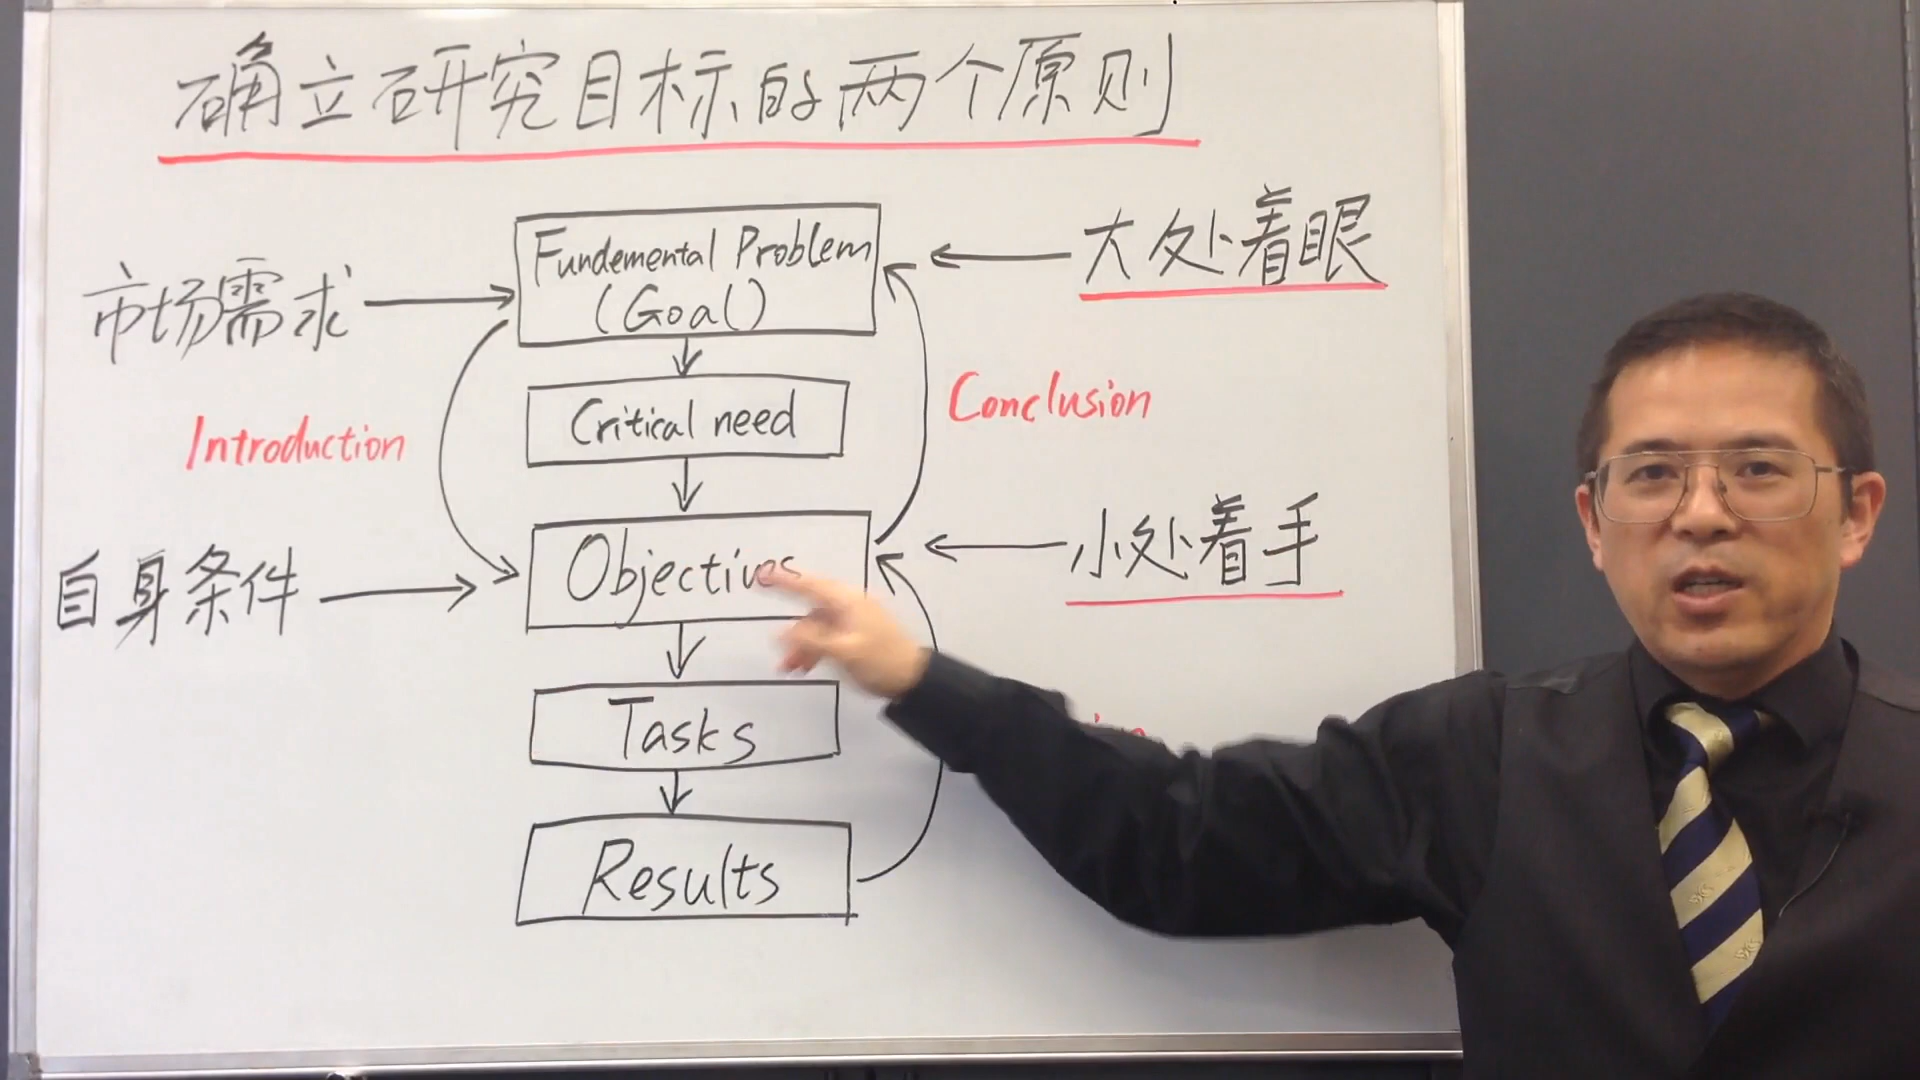 确立研究目标的两个原则
大处着眼
Fundemental Problem
(Goal)
市场需求
Conclusion
Critical need
Introduction
小处着手
Objectives
自身条件
Tasks
Results